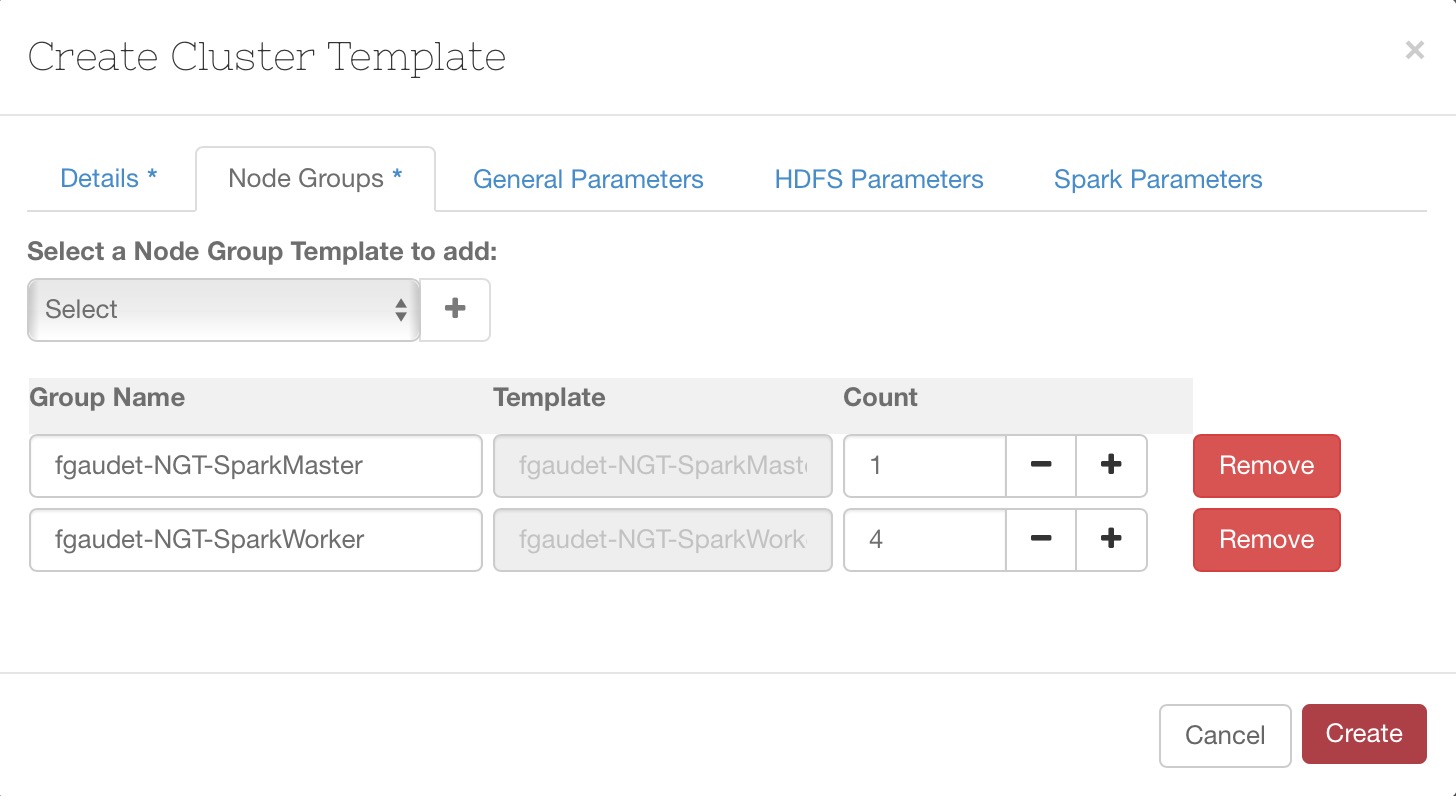 Create Cluster Template ×
Details * Node Groups * General Parameters HDFS Parameters Spark Parameters
Select a Node Group Template to add:
Select +
Group Name Template Count
fgaudet-NGT-SparkMaster fgaudet-NGT-SparkMast 1 − + Remove
fgaudet-NGT-SparkWorker fgaudet-NGT-SparkWork 4 − + Remove
Cancel Create